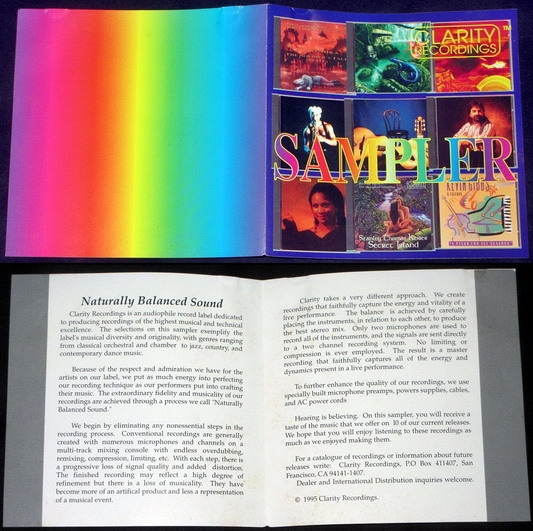 CLARITY
RECORDINGS
TM
SAMPLER
Stanley Chaisat Keiser
Secret Island
KEVIN GIBBS
& FRIENDS
A PIANO FOR ALL SEASONS
Naturally Balanced Sound
Clarity Recordings is an audiophile record label dedicated
to producing recordings of the highest musical and technical
excellence. The selections on this sampler exemplify the
label's musical diversity and originality, with genres ranging
from classical orchestral and chamber to jazz, country, and
contemporary dance music.
Because of the respect and admiration we have for the
artists on our label, we put as much energy into perfecting
our recording technique as our performers put into crafting
their music. The extraordinary fidelity and musicality of our
recordings are achieved through a process we call "Naturally
Balanced Sound."
We begin by eliminating any nonessential steps in the
recording process. Conventional recordings are generally
created with numerous microphones and channels on a
multi-track mixing console with endless overdubbing,
remixing, compression, limiting, etc. With each step, there is
a progressive loss of signal quality and added distortion.
The finished recording may reflect a high degree of
refinement but there is a loss of musicality. They have
become more of an artifical product and less a representation
of a musical event.
Clarity takes a very different approach. We create
recordings that faithfully capture the energy and vitality of a
live performance. The balance is achieved by carefully
placing the instruments, in relation to each other, to produce
the best stereo mix. Only two microphones are used to
record all of the instruments, and the signals are sent directly
to a two channel recording system. No limiting or
compression is ever employed. The result is a master
recording that faithfully captures all of the energy and
dynamics present in a live performance.
To further enhance the quality of our recordings, we use
specially built microphone preamps, powers supplies, cables,
and AC power cords
Hearing is believing. On this sampler, you will receive a
taste of the music that we offer on 10 of our current releases.
We hope that you will enjoy listening to these recordings as
much as we enjoyed making them.
For a catalogue of recordings or information about future
releases write: Clarity Recordings, P.O Box 411407, San
Francisco, CA 94141-1407.
Dealer and International Distribution inquiries welcome.
© 1995 Clarity Recordings.